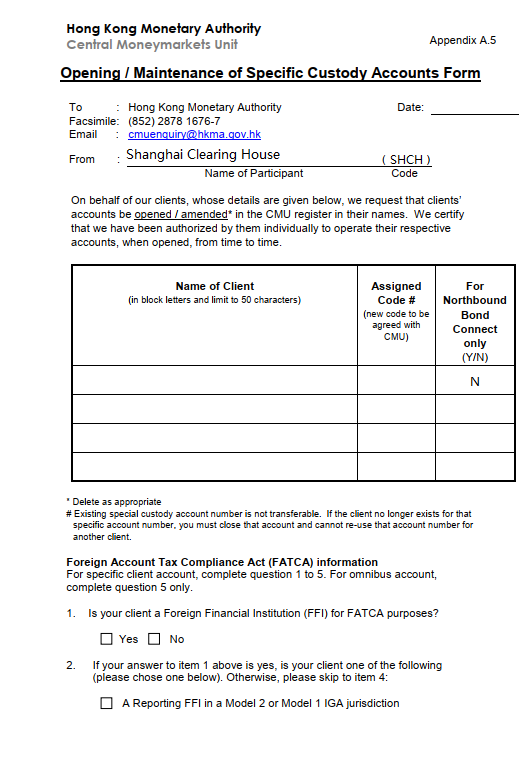 Hong Kong Monetary Authority
Central Moneymarkets Unit
Appendix A.5
Opening / Maintenance of Specific Custody Accounts Form
To : Hong Kong Monetary Authority Date:
Facsimile: (852) 2878 1676-7
Email : cmuenquiry@hkma.gov.hk
From : Shanghai Clearing House ( SHCH )
Name of Participant Code
On behalf of our clients, whose details are given below, we request that clients'
accounts be opened / amended* in the CMU register in their names. We certify
that we have been authorized by them individually to operate their respective
accounts, when opened, from time to time.
Name of Client
(in block letters and limit to 50 characters)
Assigned
Code #
(new code to be
agreed with
CMU)
For
Northbound
Bond
Connect
only
(Y/N)
N
* Delete as appropriate
# Existing special custody account number is not transferable. If the client no longer exists for that
specific account number, you must close that account and cannot re-use that account number for
another client.
Foreign Account Tax Compliance Act (FATCA) information
For specific client account, complete question 1 to 5. For omnibus account,
complete question 5 only.
1. Is your client a Foreign Financial Institution (FFI) for FATCA purposes?
☐ Yes ☐ No
2. If your answer to item 1 above is yes, is your client one of the following
(please chose one below). Otherwise, please skip to item 4:
☐ A Reporting FFI in a Model 2 or Model 1 IGA jurisdiction